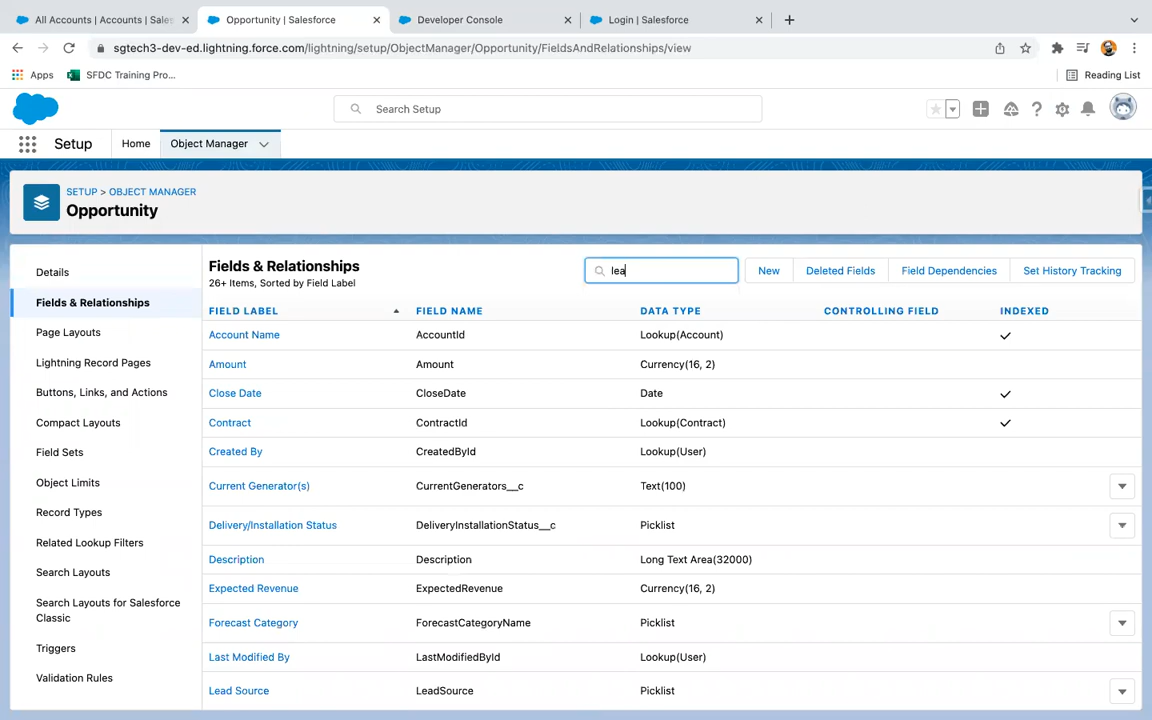 All Accounts | Accounts | Sales
Opportunity | Salesforce
Developer Console
Login | Salesforce
sgtech3-dev-ed.lightning.force.com/lightning/setup/ObjectManager/Opportunity/FieldsAndRelationships/view
Apps
SFDC Training Pro...
Reading List
Search Setup
Setup
Home
Object Manager
SETUP > OBJECT MANAGER
Opportunity
Details
Fields & Relationships
Page Layouts
Lightning Record Pages
Buttons, Links, and Actions
Compact Layouts
Field Sets
Object Limits
Record Types
Related Lookup Filters
Search Layouts
Search Layouts for Salesforce
Classic
Triggers
Validation Rules
Fields & Relationships
26+ Items, Sorted by Field Label
lea
New
Deleted Fields
Field Dependencies
Set History Tracking
FIELD LABEL FIELD NAME DATA TYPE CONTROLLING FIELD INDEXED
Account Name AccountId Lookup(Account)
Amount Amount Currency(16, 2)
Close Date CloseDate Date
Contract ContractId Lookup(Contract)
Created By CreatedById Lookup(User)
Current Generator(s) CurrentGenerators__c Text(100)
Delivery/Installation Status DeliveryInstallationStatus__c Picklist
Description Description Long Text Area(32000)
Expected Revenue ExpectedRevenue Currency(16, 2)
Forecast Category ForecastCategoryName Picklist
Last Modified By LastModifiedById Lookup(User)
Lead Source LeadSource Picklist